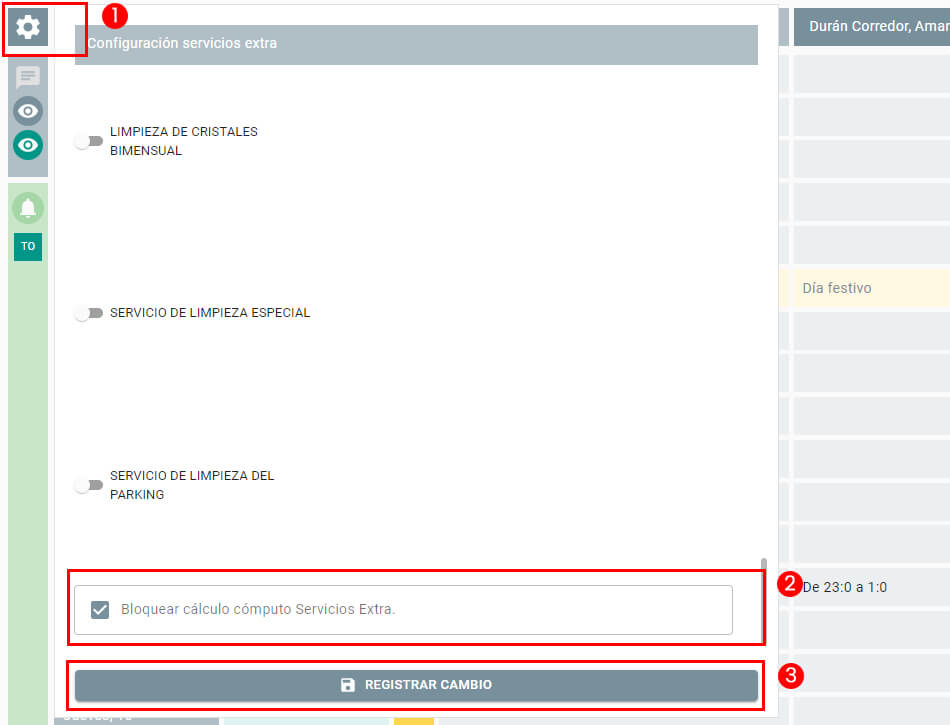 1
Durán Corredor, Amar
Configuración servicios extra
LIMPIEZA DE CRISTALES
BIMENSUAL
TO
Día festivo
SERVICIO DE LIMPIEZA ESPECIAL
SERVICIO DE LIMPIEZA DEL
PARKING
2
De 23:0 a 1:0
Bloquear cálculo cómputo Servicios Extra.
3
REGISTRAR CAMBIO